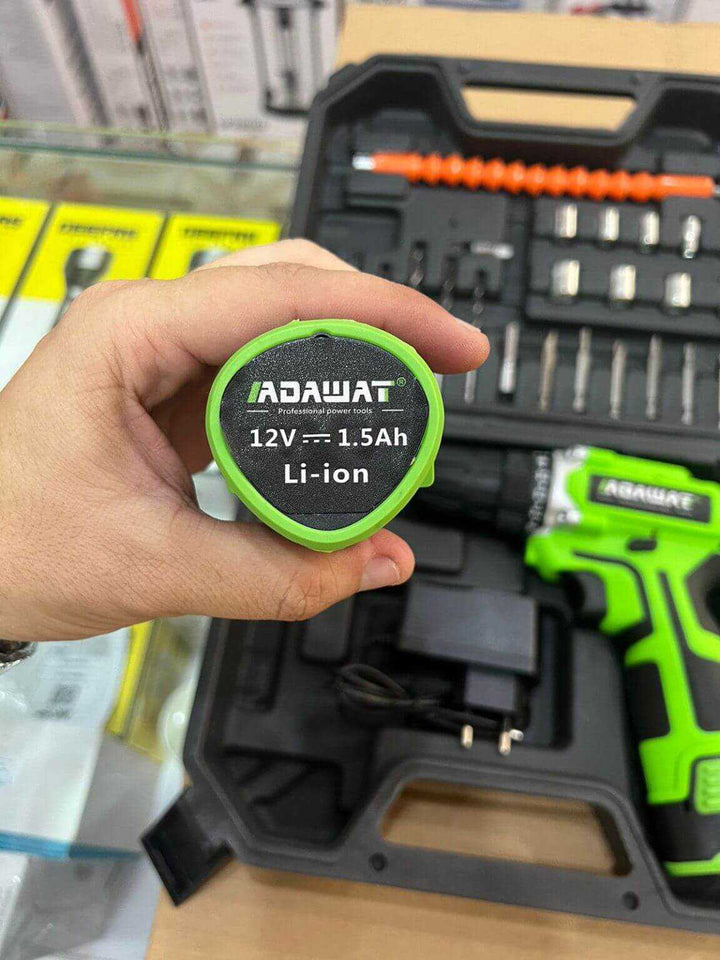 ADAWAT®
Professional power tools
12V ⎓ 1.5Ah
Li-ion
ADAWAT